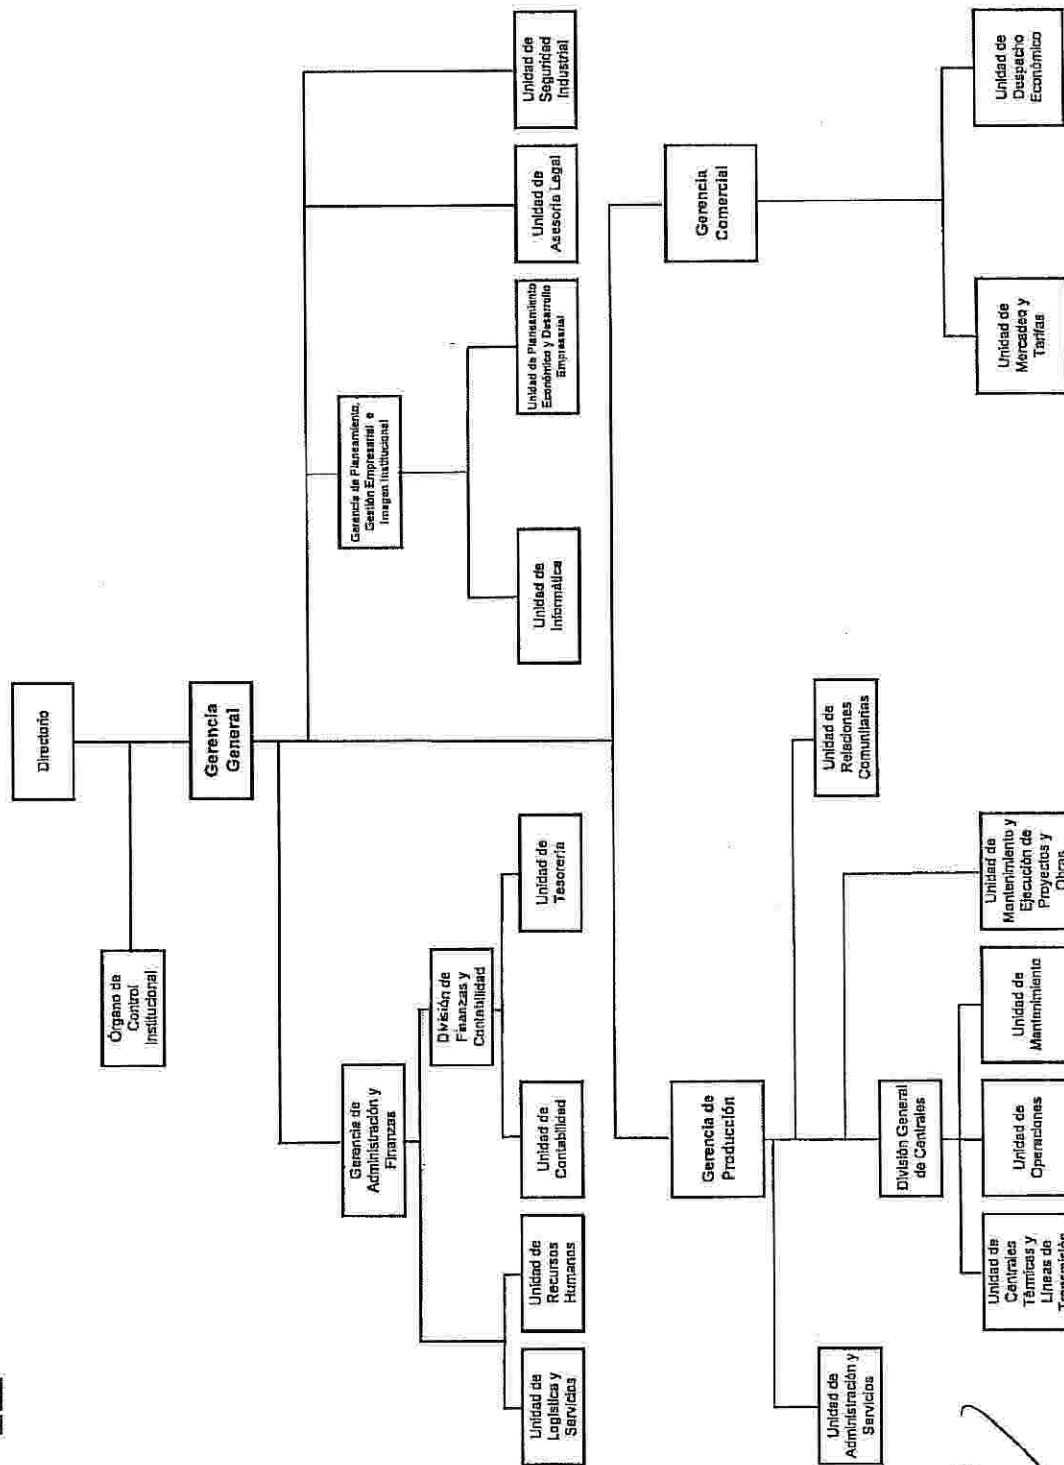 Directorio
Órgano de
Control
Institucional
Gerencia
General
Gerencia de
Administración y
Finanzas
Gerencia de Planeamiento,
Gestión Empresarial e
Imagen Institucional
División de
Finanzas y
Contabilidad
Unidad de
Logística y
Servicios
Unidad de
Recursos
Humanos
Unidad de
Contabilidad
Unidad de
Tesorería
Unidad de
Informática
Unidad de Planeamiento
Económico y Desarrollo
Empresarial
Unidad de
Asesoría Legal
Unidad de
Seguridad
Industrial
Gerencia de
Producción
Gerencia
Comercial
Unidad de
Administración y
Servicios
Unidad de
Relaciones
Comunitarias
División General
de Centrales
Unidad de
Centrales
Térmicas y
Líneas de
Transmisión
Unidad de
Operaciones
Unidad de
Mantenimiento
Unidad de
Mantenimiento y
Ejecución de
Proyectos y
Obras
Unidad de
Mercadeo y
Tarifas
Unidad de
Despacho
Económico